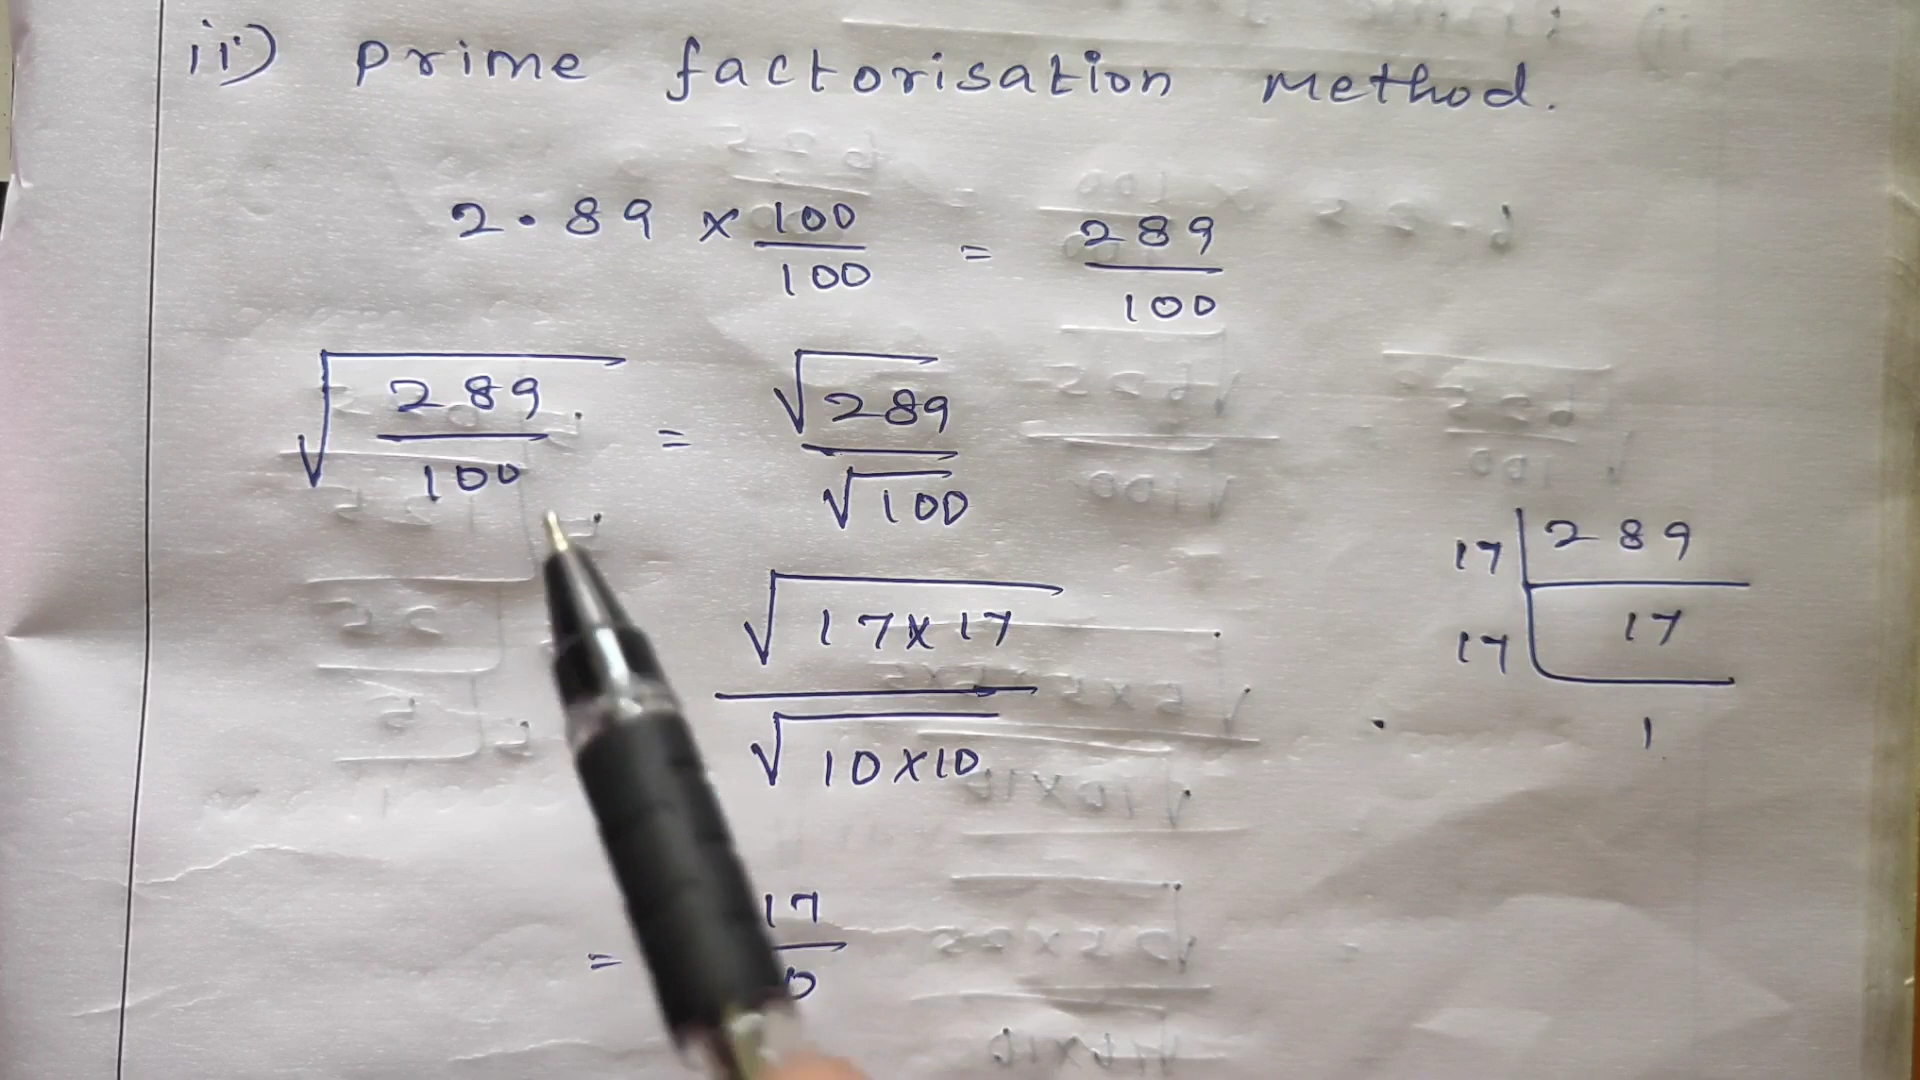 ii) prime factorisation method.
2.89 × 100/100 = 289/100
√(289/100) = √289/√100
√(17×17)/√(10×10)
17 | 289
17 | 17
1
= 17/